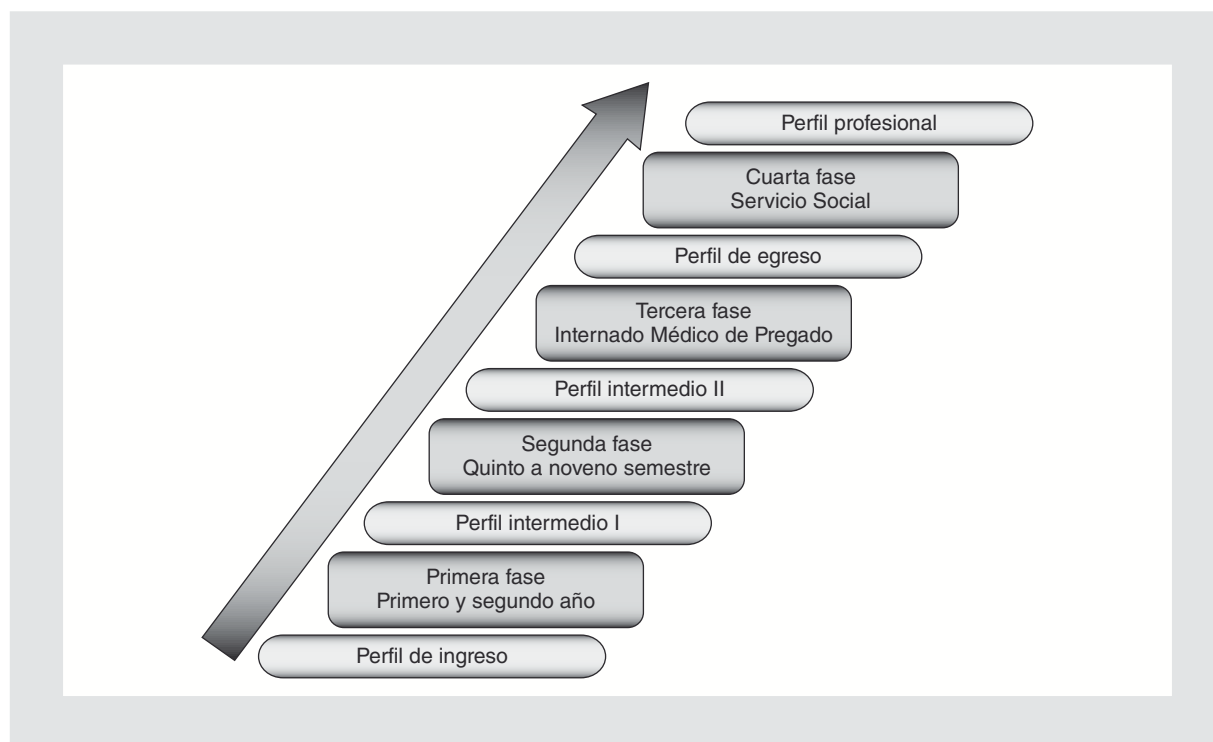 Perfil profesional
Cuarta fase
Servicio Social
Perfil de egreso
Tercera fase
Internado Médico de Pregado
Perfil intermedio II
Segunda fase
Quinto a noveno semestre
Perfil intermedio I
Primera fase
Primero y segundo año
Perfil de ingreso